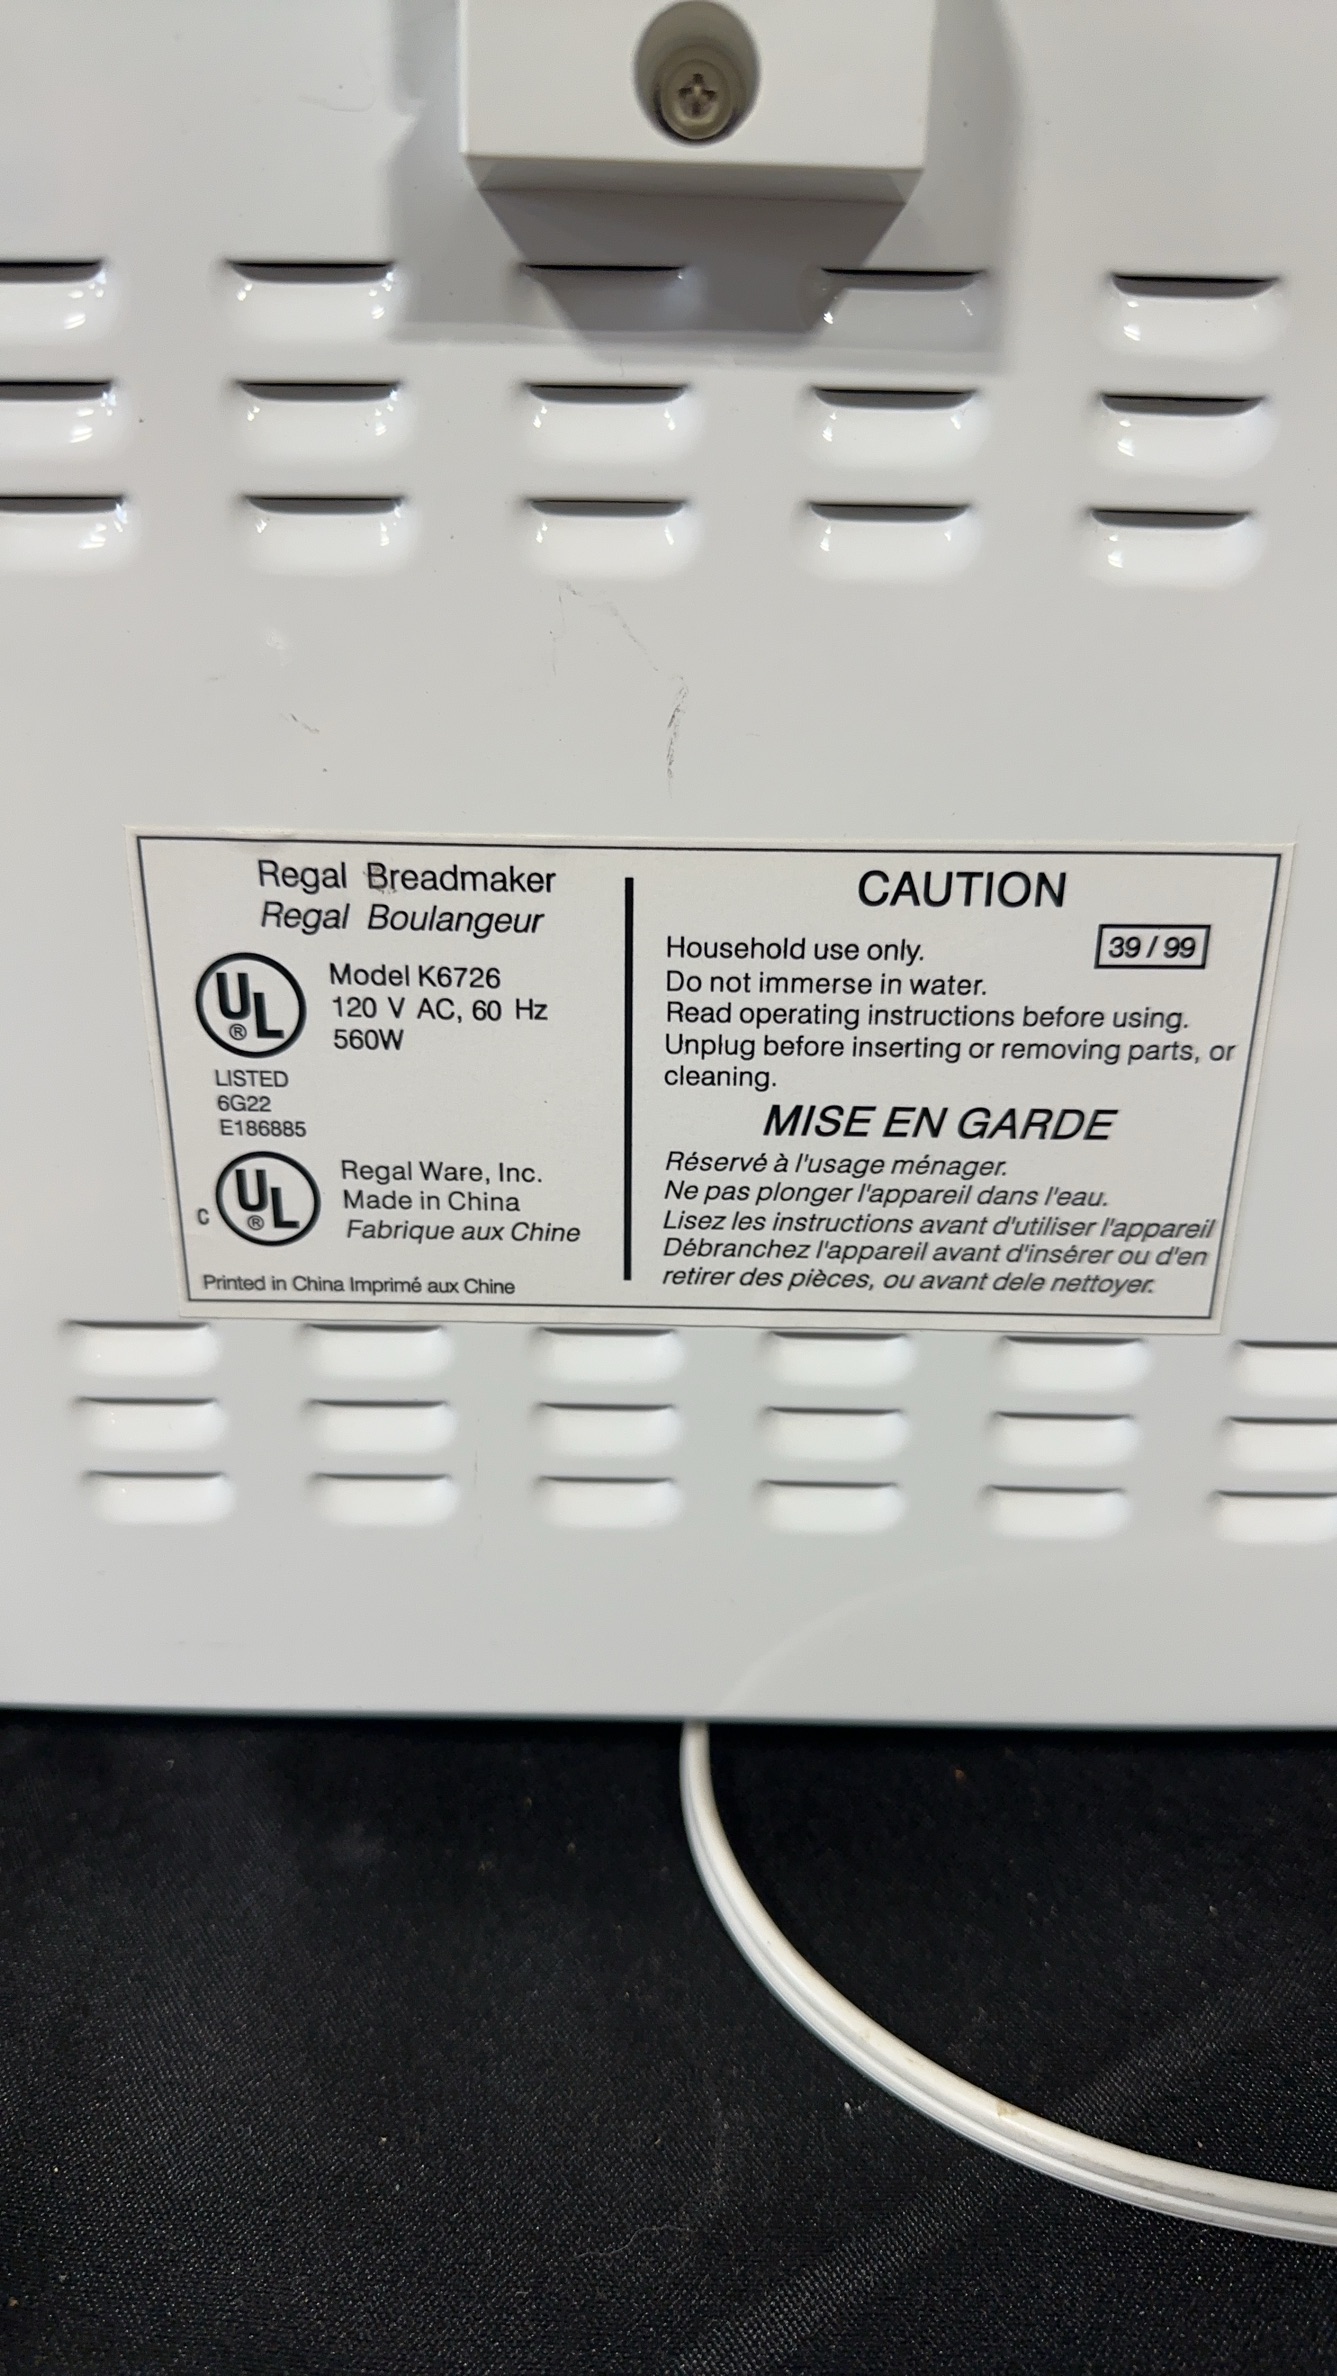 Regal Breadmaker
Regal Boulangeur
UL
®
Model K6726
120 V AC, 60 Hz
560W
LISTED
6G22
E186885
C UL
®
Regal Ware, Inc.
Made in China
Fabrique aux Chine
Printed in China Imprimé aux Chine
CAUTION
39 / 99
Household use only.
Do not immerse in water.
Read operating instructions before using.
Unplug before inserting or removing parts, or
cleaning.
MISE EN GARDE
Réservé à l'usage ménager.
Ne pas plonger l'appareil dans l'eau.
Lisez les instructions avant d'utiliser l'appareil
Débranchez l'appareil avant d'insérer ou d'en
retirer des pièces, ou avant dele nettoyer.